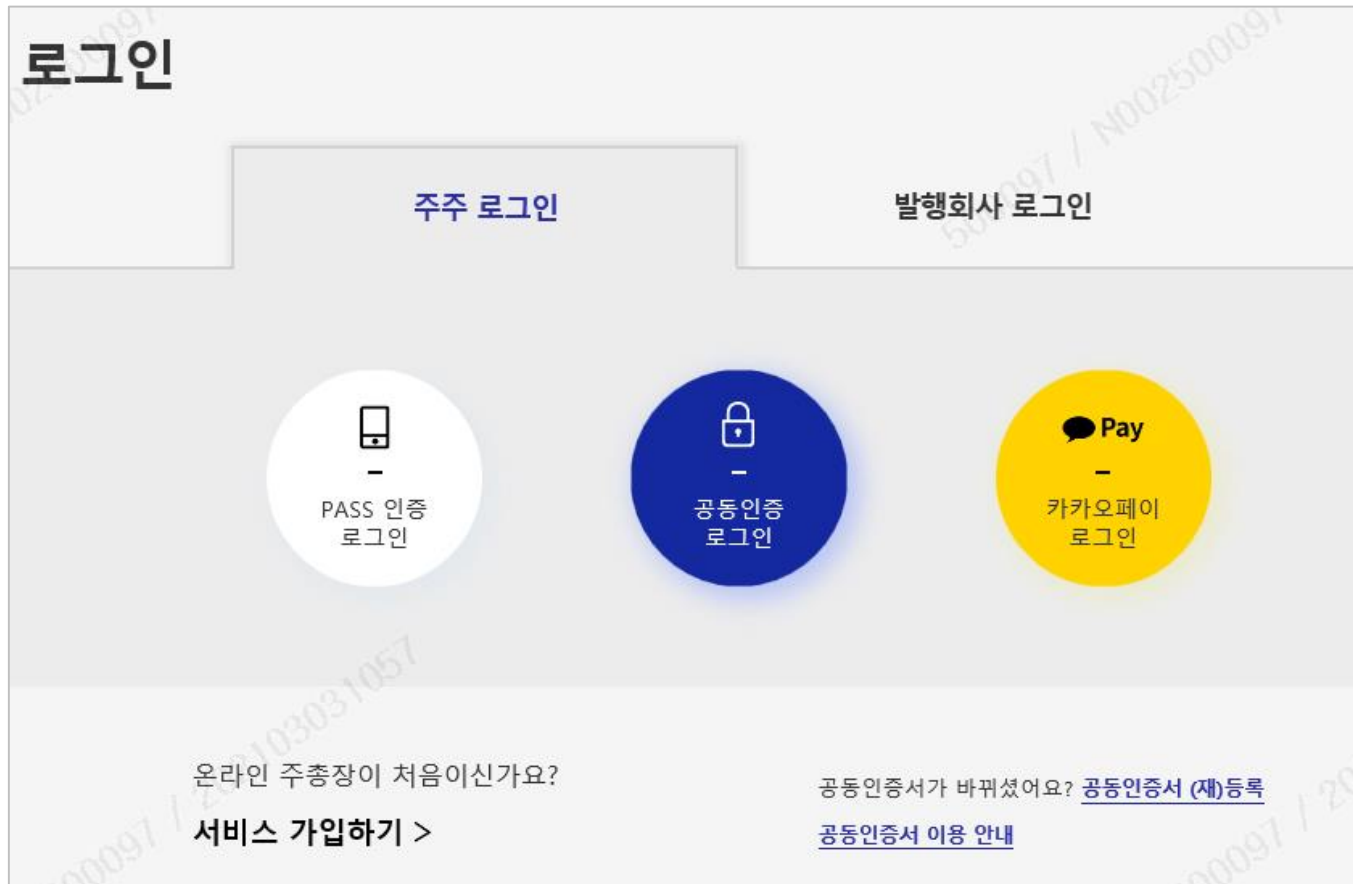 로그인
주주 로그인
발행회사 로그인
PASS 인증
로그인
공동인증
로그인
Pay
카카오페이
로그인
온라인 주총장이 처음이신가요?
서비스 가입하기 >
공동인증서가 바뀌셨어요? 공동인증서 (재)등록
공동인증서 이용 안내
500097 / N002500097